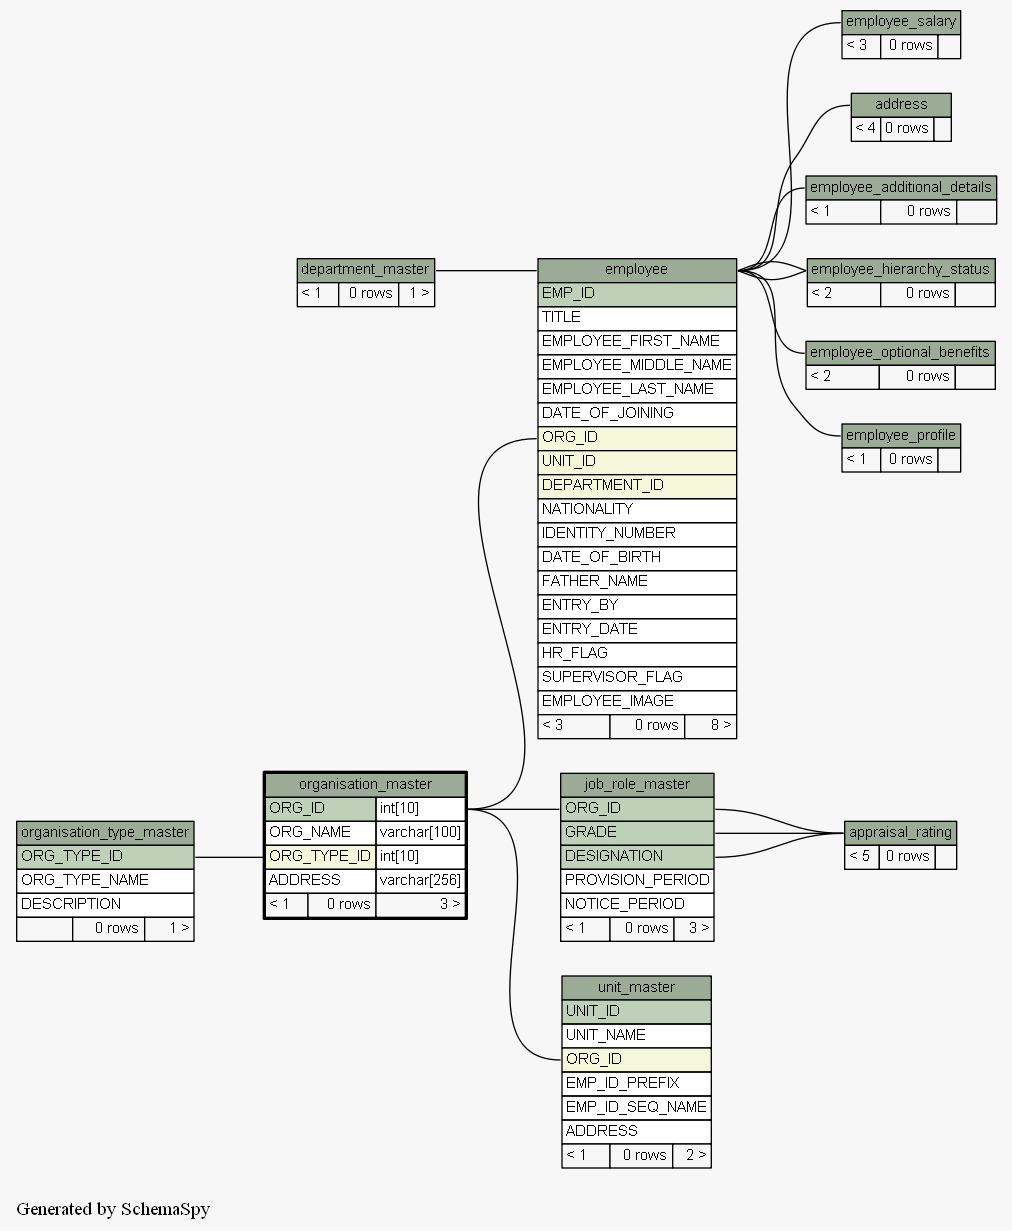 employee_salary
< 3 0 rows
address
< 4 0 rows
employee_additional_details
< 1 0 rows
department_master
< 1 0 rows 1 >
employee
EMP_ID
TITLE
EMPLOYEE_FIRST_NAME
EMPLOYEE_MIDDLE_NAME
EMPLOYEE_LAST_NAME
DATE_OF_JOINING
ORG_ID
UNIT_ID
DEPARTMENT_ID
NATIONALITY
IDENTITY_NUMBER
DATE_OF_BIRTH
FATHER_NAME
ENTRY_BY
ENTRY_DATE
HR_FLAG
SUPERVISOR_FLAG
EMPLOYEE_IMAGE
< 3 0 rows 8 >
employee_hierarchy_status
< 2 0 rows
employee_optional_benefits
< 2 0 rows
employee_profile
< 1 0 rows
organisation_type_master
ORG_TYPE_ID
ORG_TYPE_NAME
DESCRIPTION
0 rows 1 >
organisation_master
ORG_ID int[10]
ORG_NAME varchar[100]
ORG_TYPE_ID int[10]
ADDRESS varchar[256]
< 1 0 rows 3 >
job_role_master
ORG_ID
GRADE
DESIGNATION
PROVISION_PERIOD
NOTICE_PERIOD
< 1 0 rows 3 >
appraisal_rating
< 5 0 rows
unit_master
UNIT_ID
UNIT_NAME
ORG_ID
EMP_ID_PREFIX
EMP_ID_SEQ_NAME
ADDRESS
< 1 0 rows 2 >
Generated by SchemaSpy